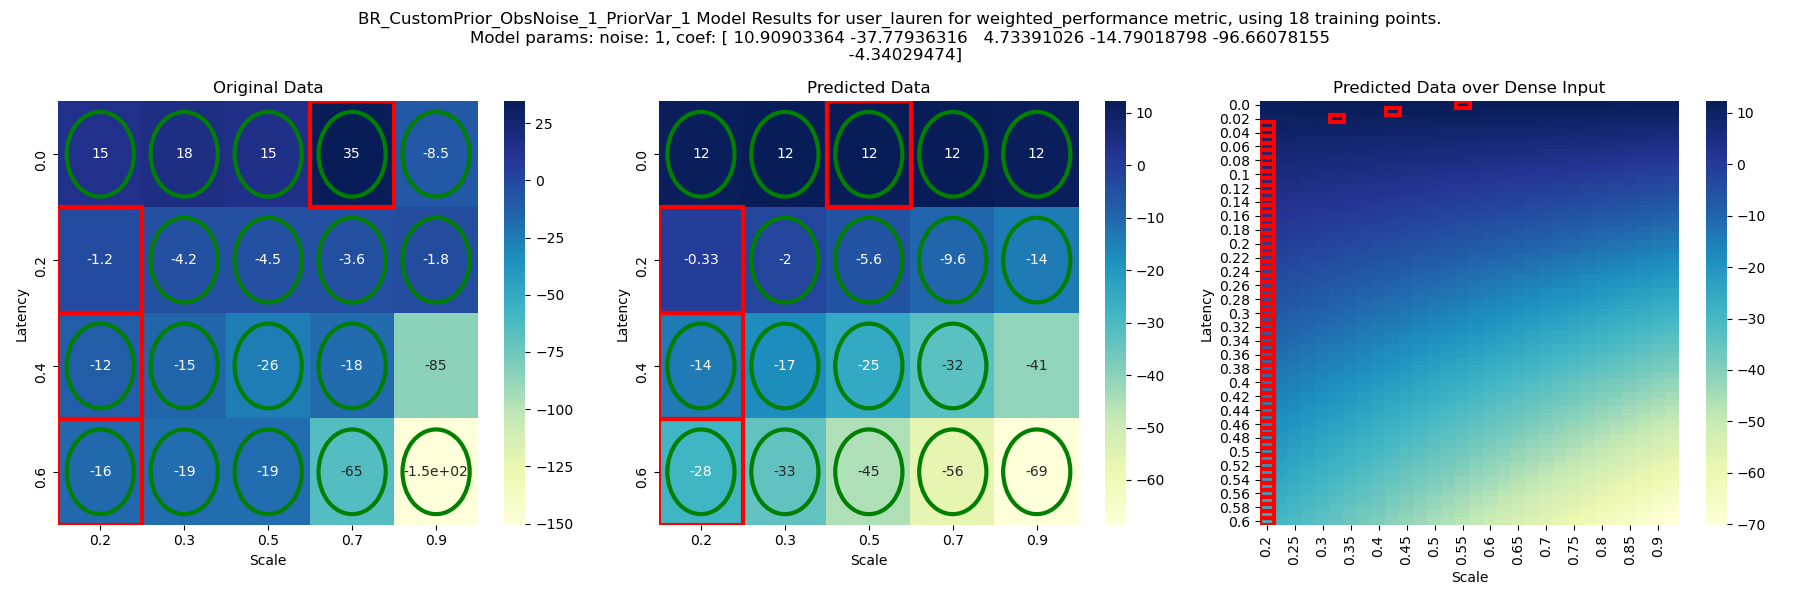 BR_CustomPrior_ObsNoise_1_PriorVar_1 Model Results for user_lauren for weighted_performance metric, using 18 training points.
Model params: noise: 1, coef: [ 10.90903364 -37.77936316   4.73391026 -14.79018798 -96.66078155
-4.34029474]
Original Data
15 18 15 35 -8.5
-1.2 -4.2 -4.5 -3.6 -1.8
-12 -15 -26 -18 -85
-16 -19 -19 -65 -1.5e+02
0.0
0.2
0.4
0.6
Latency
0.2 0.3 0.5 0.7 0.9
Scale
25
0
−25
−50
−75
−100
−125
−150
Predicted Data
12 12 12 12 12
-0.33 -2 -5.6 -9.6 -14
-14 -17 -25 -32 -41
-28 -33 -45 -56 -69
0.0
0.2
0.4
0.6
Latency
0.2 0.3 0.5 0.7 0.9
Scale
10
0
−10
−20
−30
−40
−50
−60
Predicted Data over Dense Input
0.0
0.02
0.04
0.06
0.08
0.11
0.12
0.14
0.16
0.18
0.2
0.22
0.24
0.26
0.28
0.3
0.32
0.34
0.36
0.38
0.4
0.42
0.44
0.46
0.48
0.5
0.52
0.54
0.56
0.58
0.6
Latency
0.2 0.25 0.3 0.35 0.4 0.45 0.5 0.55 0.6 0.65 0.7 0.75 0.8 0.85 0.9
Scale
10
0
−10
−20
−30
−40
−50
−60
−70